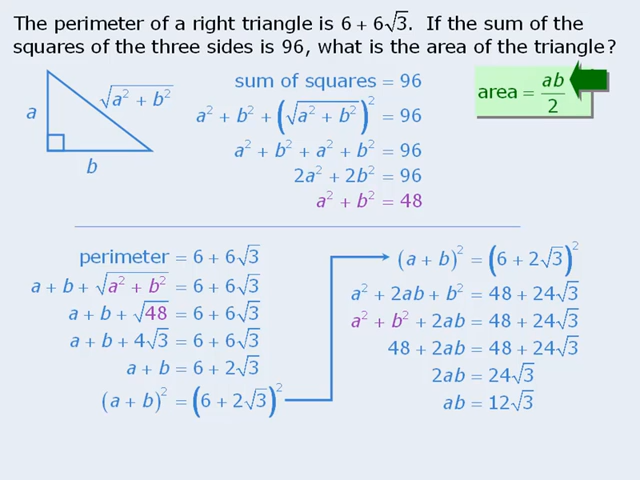 The perimeter of a right triangle is 6 + 6√3. If the sum of the
squares of the three sides is 96, what is the area of the triangle?
a
√(a² + b²)
b
sum of squares = 96
a² + b² + (√(a² + b²))² = 96
a² + b² + a² + b² = 96
2a² + 2b² = 96
a² + b² = 48
area = ab/2
perimeter = 6 + 6√3
a + b + √(a² + b²) = 6 + 6√3
a + b + √48 = 6 + 6√3
a + b + 4√3 = 6 + 6√3
a + b = 6 + 2√3
(a + b)² = (6 + 2√3)²
(a + b)² = (6 + 2√3)²
a² + 2ab + b² = 48 + 24√3
a² + b² + 2ab = 48 + 24√3
48 + 2ab = 48 + 24√3
2ab = 24√3
ab = 12√3